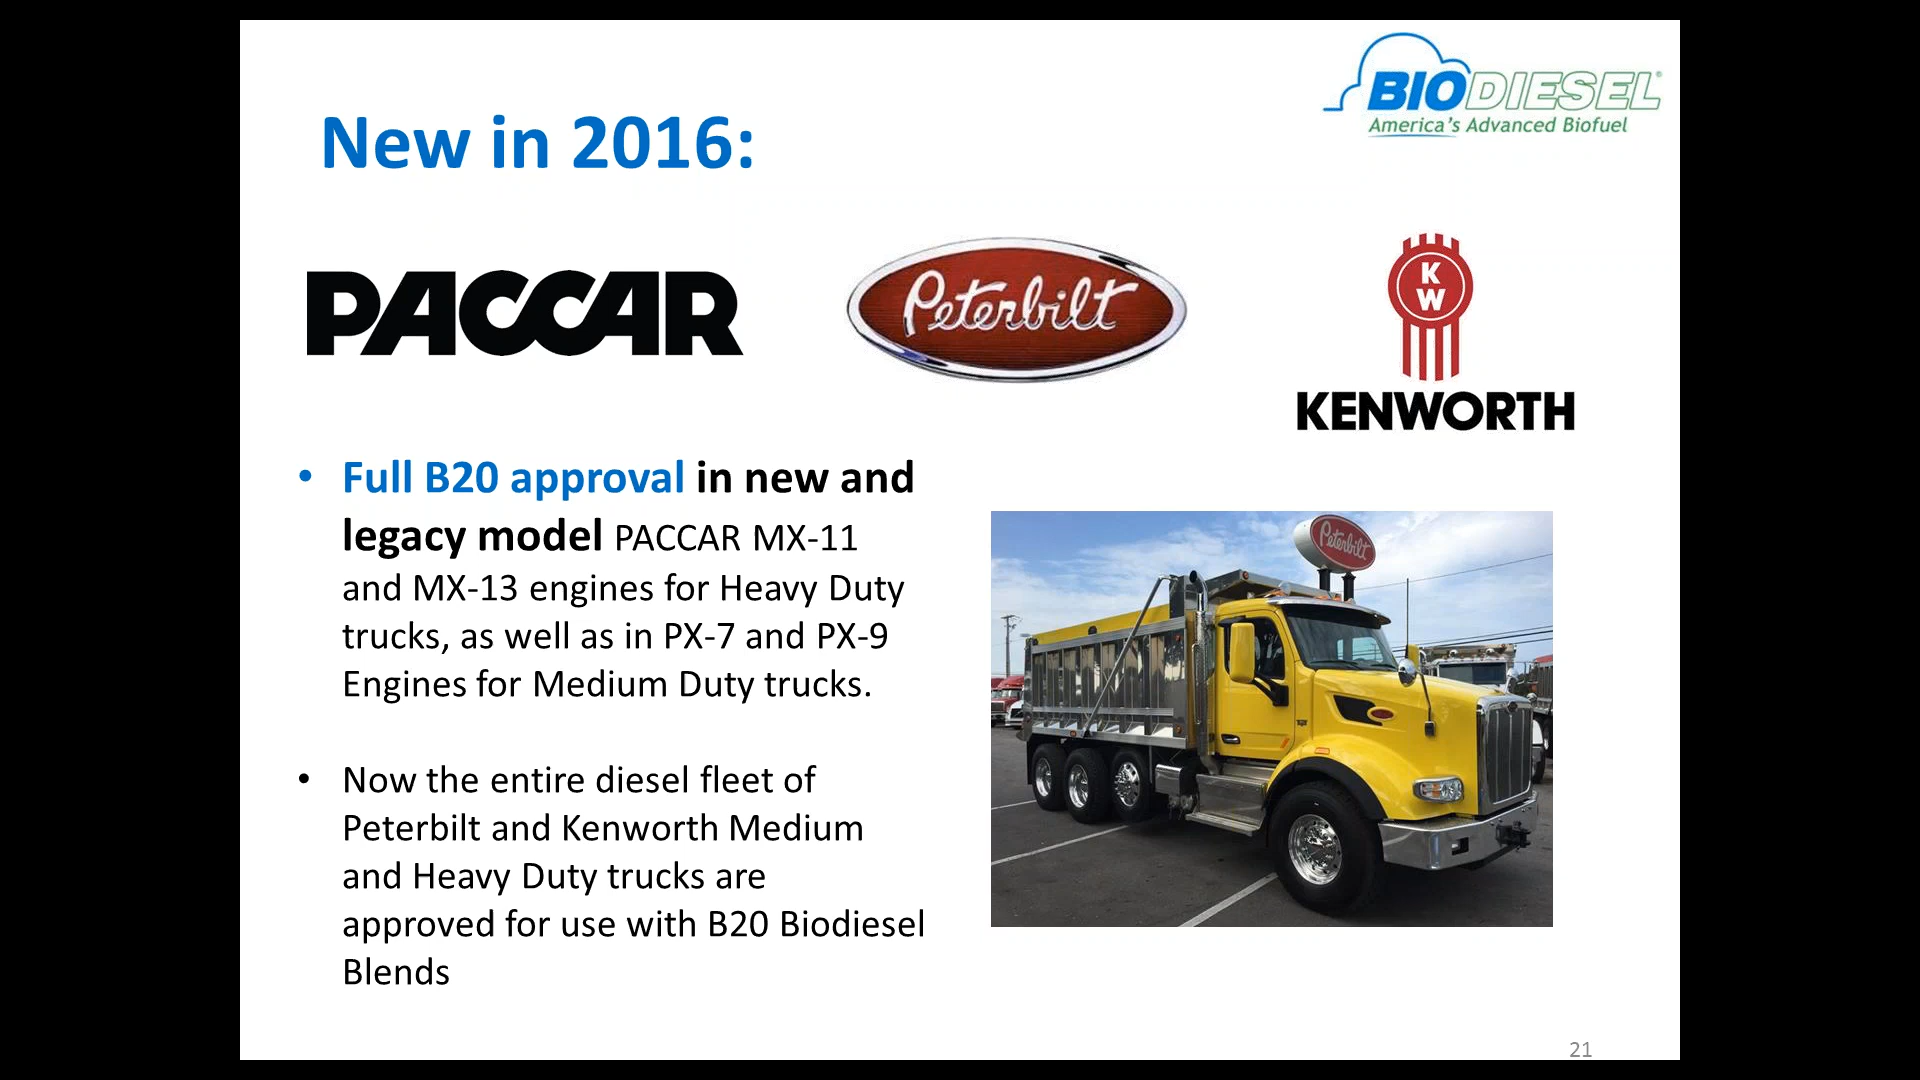 BIODIESEL®
America's Advanced Biofuel
New in 2016:
PACCAR
Peterbilt
KW
KENWORTH
• Full B20 approval in new and
legacy model PACCAR MX-11
and MX-13 engines for Heavy Duty
trucks, as well as in PX-7 and PX-9
Engines for Medium Duty trucks.
• Now the entire diesel fleet of
Peterbilt and Kenworth Medium
and Heavy Duty trucks are
approved for use with B20 Biodiesel
Blends
Peterbilt
21